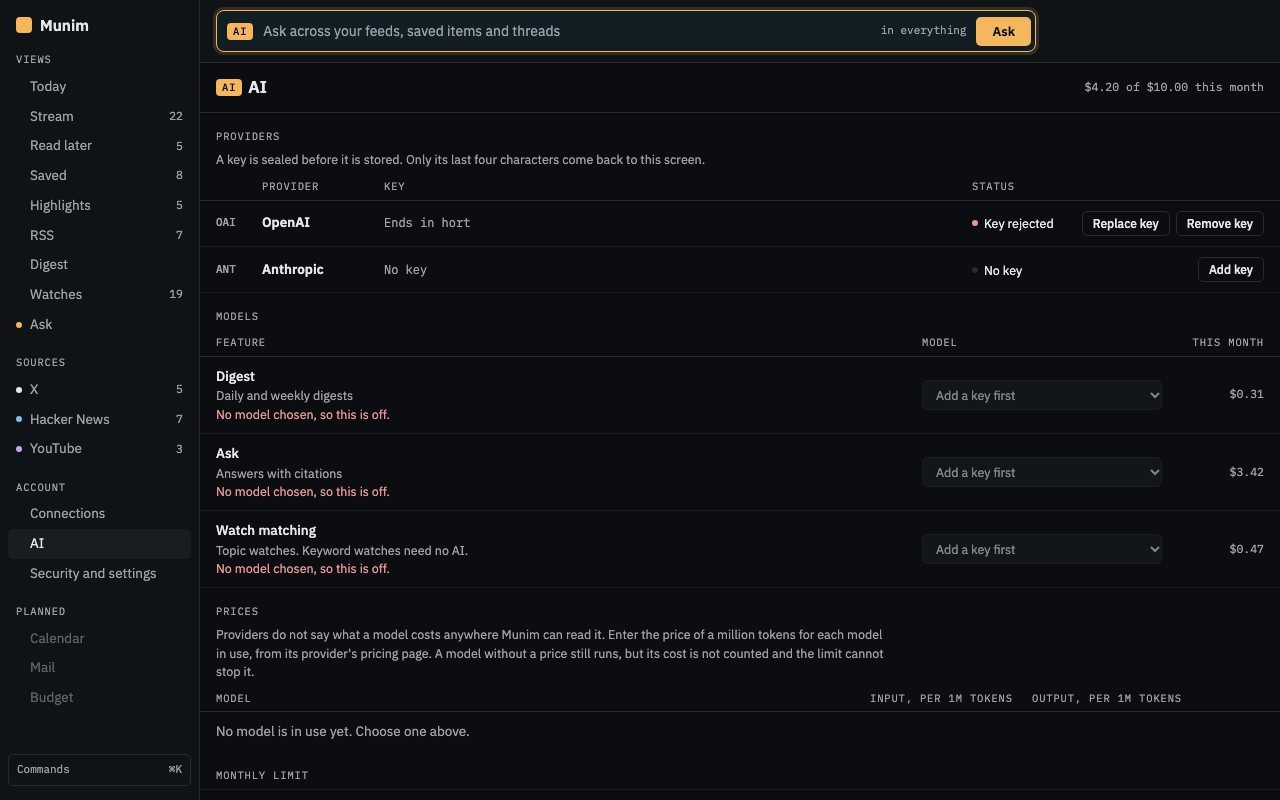 Munim
VIEWS
Today
Stream 22
Read later 5
Saved 8
Highlights 5
RSS 7
Digest
Watches 19
Ask
SOURCES
X 5
Hacker News 7
YouTube 3
ACCOUNT
Connections
AI
Security and settings
PLANNED
Calendar
Mail
Budget
Commands ⌘K
AI Ask across your feeds, saved items and threads in everything Ask
AI AI $4.20 of $10.00 this month
PROVIDERS
A key is sealed before it is stored. Only its last four characters come back to this screen.
PROVIDER KEY STATUS
OAI OpenAI Ends in hort Key rejected Replace key Remove key
ANT Anthropic No key No key Add key
MODELS
FEATURE MODEL THIS MONTH
Digest
Daily and weekly digests
No model chosen, so this is off.
Add a key first $0.31
Ask
Answers with citations
No model chosen, so this is off.
Add a key first $3.42
Watch matching
Topic watches. Keyword watches need no AI.
No model chosen, so this is off.
Add a key first $0.47
PRICES
Providers do not say what a model costs anywhere Munim can read it. Enter the price of a million tokens for each model
in use, from its provider's pricing page. A model without a price still runs, but its cost is not counted and the limit cannot
stop it.
MODEL INPUT, PER 1M TOKENS OUTPUT, PER 1M TOKENS
No model is in use yet. Choose one above.
MONTHLY LIMIT